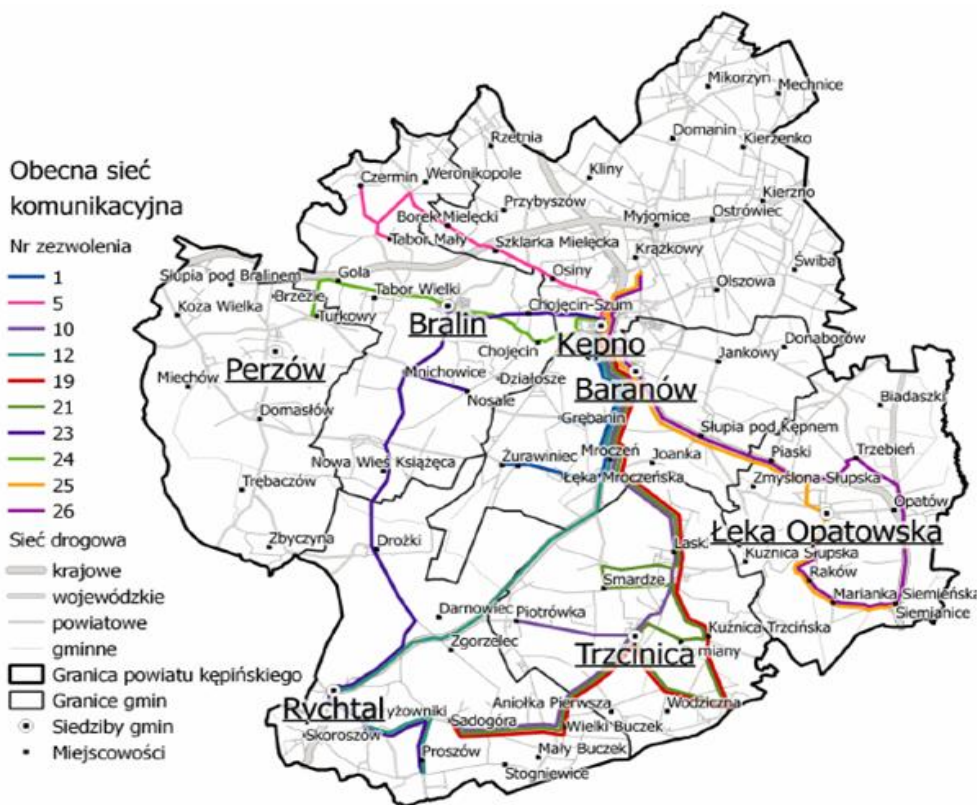 Obecna sieć
komunikacyjna
Nr zezwolenia
1
5
10
12
19
21
23
24
25
26
Sieć drogowa
krajowe
wojewódzkie
powiatowe
gminne
Granica powiatu kępińskiego
Granice gmin
Siedziby gmin
Miejscowości
Mikorzyn
Mechnice
Rzetnia
Domanin
Kierzenko
Czermin
Weronikopole
Kliny
Kierzno
Przybyszów
Borek Mielęcki
Myjomice
Ostrówiec
Tabor Mały
Szklarka Mielęcka
Krążkowy
Świba
Słupia pod Bralinem
Gola
Osiny
Olszowa
Brzezie
Tabor Wielki
Koza Wielka
Turkowy
Bralin
Chojęcin-Szum
Kępno
Donaborów
Chojęcin
Jankowy
Perzów
Mnichowice
Działosze
Baranów
Miechów
Nosale
Biadaszki
Domasłów
Grębanin
Słupia pod Kępnem
Mroczeń
Joanka
Piaski
Trzebień
Nowa Wieś Książęca
Żurawiniec
Łęka Mroczeńska
Zmyślona Słupska
Trębaczów
Opatów
Łęka Opatowska
Zbyczyna
Drożki
Laski
Kuźnica Słupska
Smardze
Raków
Marianka Siemieńska
Siemianice
Darnowiec
Piotrówka
Kuźnica Trzcińska
Zgorzelec
Trzcinica
miany
Rychtal
yżowniki
Aniołka Pierwsza
Wodziczna
Skoroszów
Sadogóra
Wielki Buczek
Proszów
Mały Buczek
Stogniewice